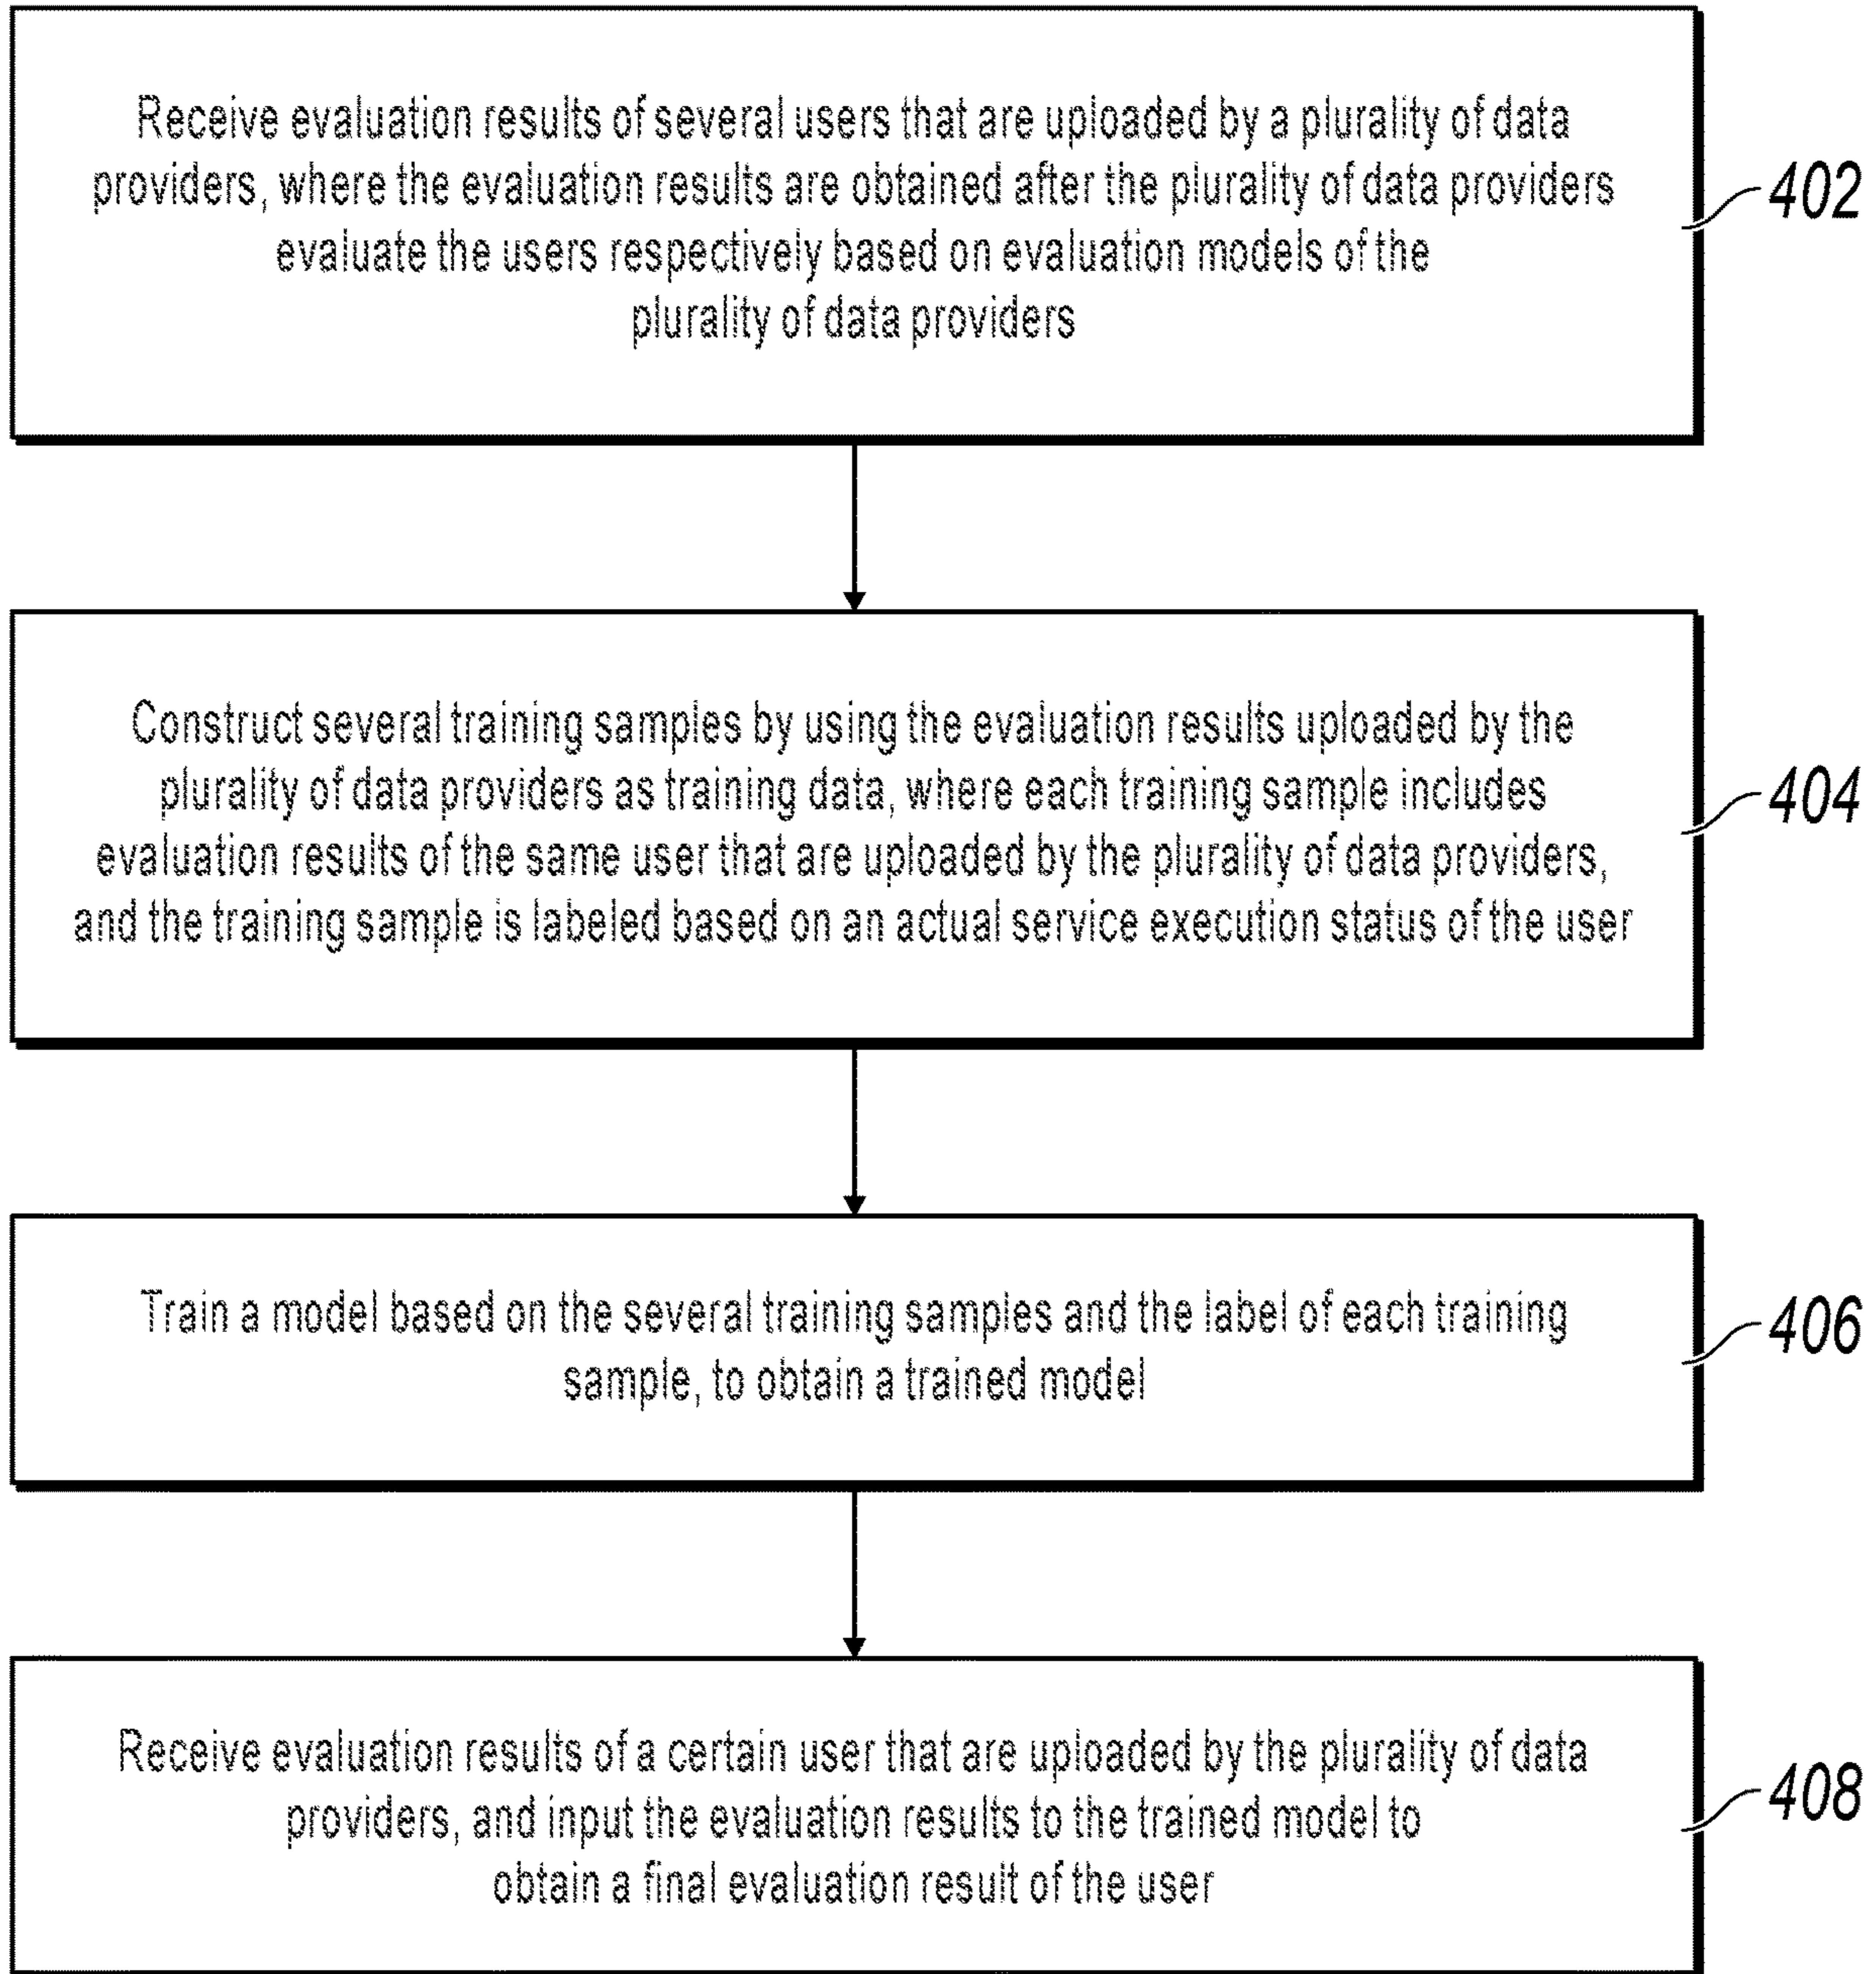 Receive evaluation results of several users that are uploaded by a plurality of data
providers, where the evaluation results are obtained after the plurality of data providers
evaluate the users respectively based on evaluation models of the
plurality of data providers
402
Construct several training samples by using the evaluation results uploaded by the
plurality of data providers as training data, where each training sample includes
evaluation results of the same user that are uploaded by the plurality of data providers,
and the training sample is labeled based on an actual service execution status of the user
404
Train a model based on the several training samples and the label of each training
sample, to obtain a trained model
406
Receive evaluation results of a certain user that are uploaded by the plurality of data
providers, and input the evaluation results to the trained model to
obtain a final evaluation result of the user
408